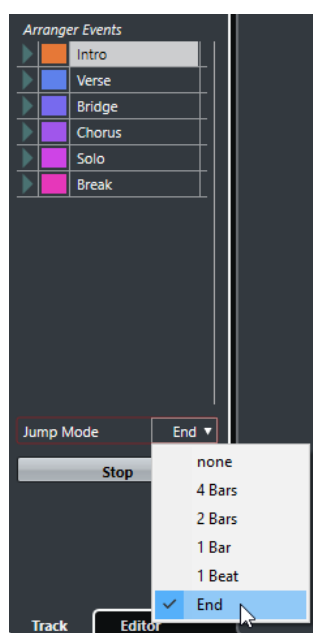 Arranger Events
Intro
Verse
Bridge
Chorus
Solo
Break
Jump Mode End
Stop
none
4 Bars
2 Bars
1 Bar
1 Beat
End
Track Editor